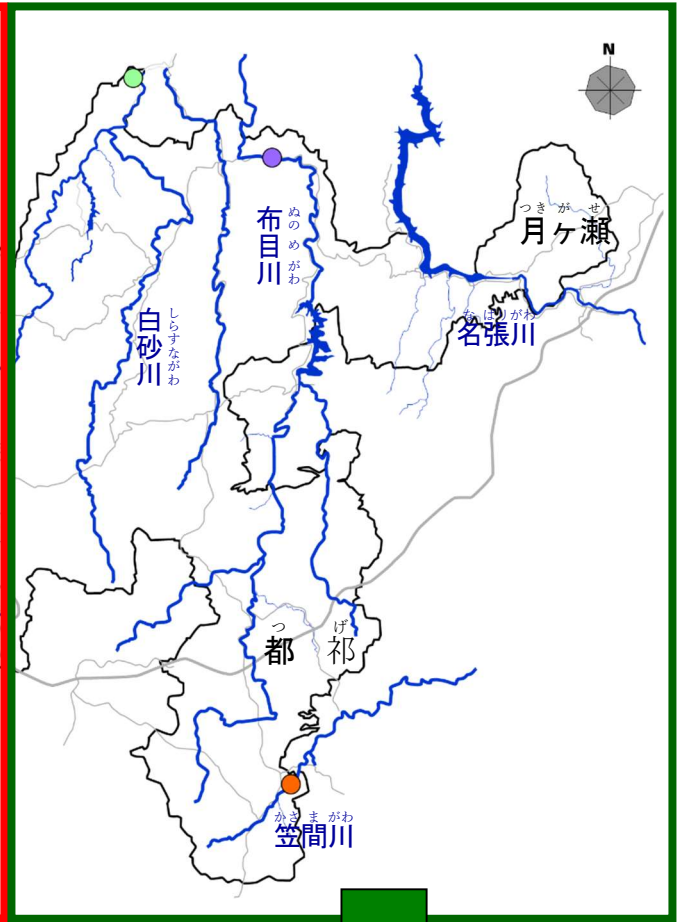 N
つきがせ
月ヶ瀬
ぬのめがわ
布目川
しらすながわ
白砂川
なばりがわ
名張川
つげ
都祁
かさまがわ
笠間川